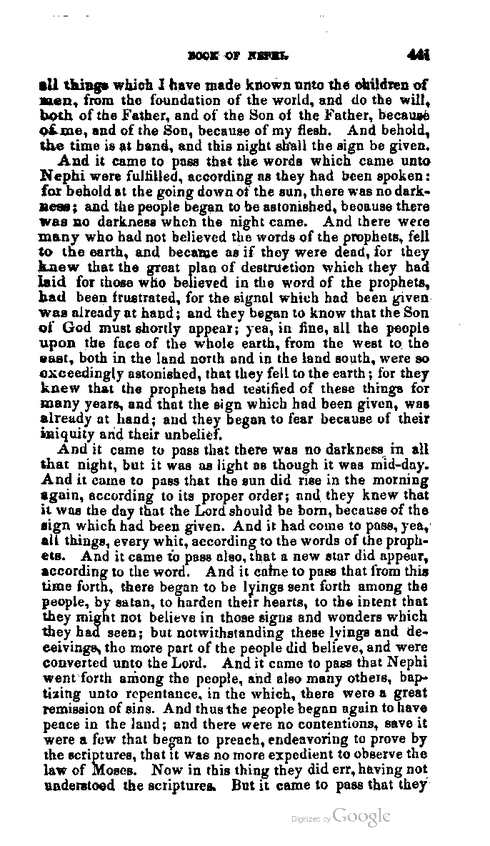 BOOK OF NEPHI. 441
all things which I have made known unto the children of
men, from the foundation of the world, and do the will,
both of the Father, and of the Son of the Father, because
of me, and of the Son, because of my flesh. And behold,
the time is at hand, and this night shall the sign be given.
And it came to pass that the words which came unto
Nephi were fulfilled, according as they had been spoken:
for behold at the going down of the sun, there was no dark-
ness; and the people began to be astonished, because there
was no darkness when the night came. And there were
many who had not believed the words of the prophets, fell
to the earth, and became as if they were dead, for they
knew that the great plan of destruction which they had
laid for those who believed in the word of the prophets,
had been frustrated, for the signal which had been given
was already at hand; and they began to know that the Son
of God must shortly appear; yea, in fine, all the people
upon the face of the whole earth, from the west to the
east, both in the land north and in the land south, were so
exceedingly astonished, that they fell to the earth; for they
knew that the prophets had testified of these things for
many years, and that the sign which had been given, was
already at hand; and they began to fear because of their
iniquity and their unbelief.
And it came to pass that there was no darkness in all
that night, but it was as light as though it was mid-day.
And it came to pass that the sun did rise in the morning
again, according to its proper order; and they knew that
it was the day that the Lord should be born, because of the
sign which had been given. And it had come to pass, yea,
all things, every whit, according to the words of the proph-
ets. And it came to pass also, that a new star did appear,
according to the word. And it came to pass that from this
time forth, there began to be lyings sent forth among the
people, by satan, to harden their hearts, to the intent that
they might not believe in those signs and wonders which
they had seen; but notwithstanding these lyings and de-
ceivings, the more part of the people did believe, and were
converted unto the Lord. And it came to pass that Nephi
went forth among the people, and also many others, bap-
tizing unto repentance, in the which, there were a great
remission of sins. And thus the people began again to have
peace in the land; and there were no contentions, save it
were a few that began to preach, endeavoring to prove by
the scriptures, that it was no more expedient to observe the
law of Moses. Now in this thing they did err, having not
understood the scriptures. But it came to pass that they
Digitized by Google